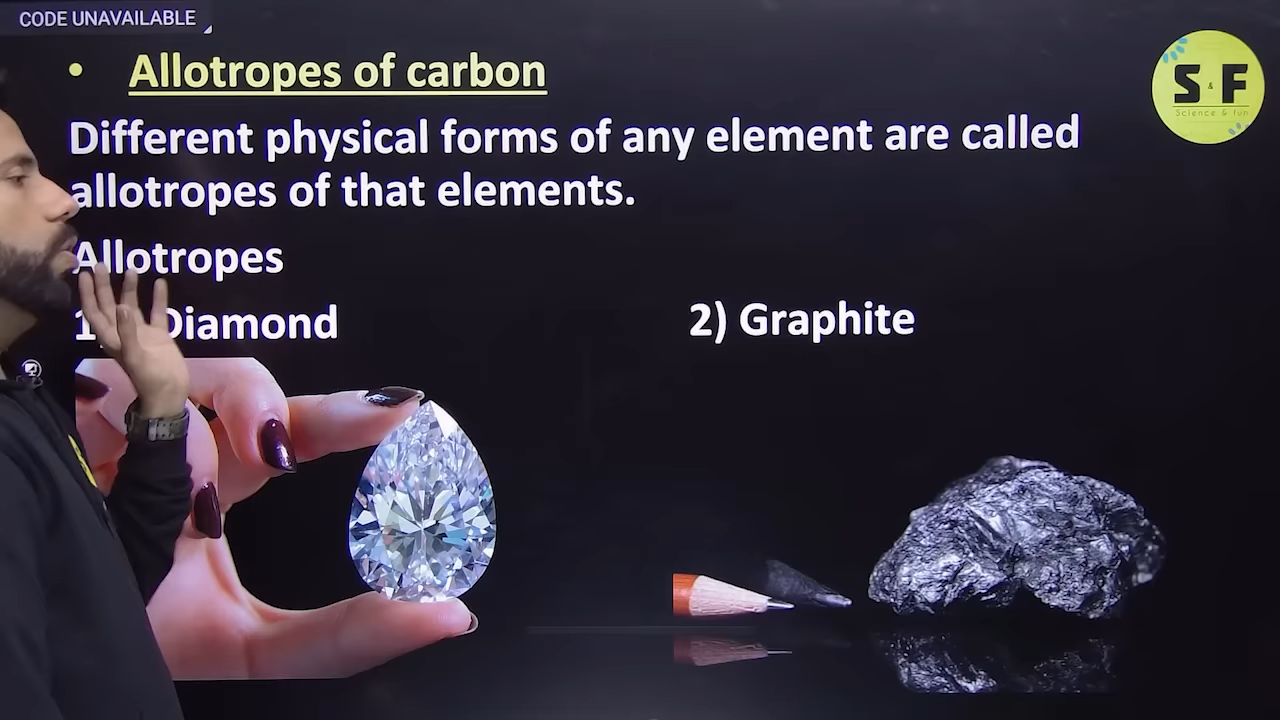 CODE UNAVAILABLE
• Allotropes of carbon
S & F
Science & fun
Different physical forms of any element are called
allotropes of that elements.
Allotropes
1) Diamond
2) Graphite